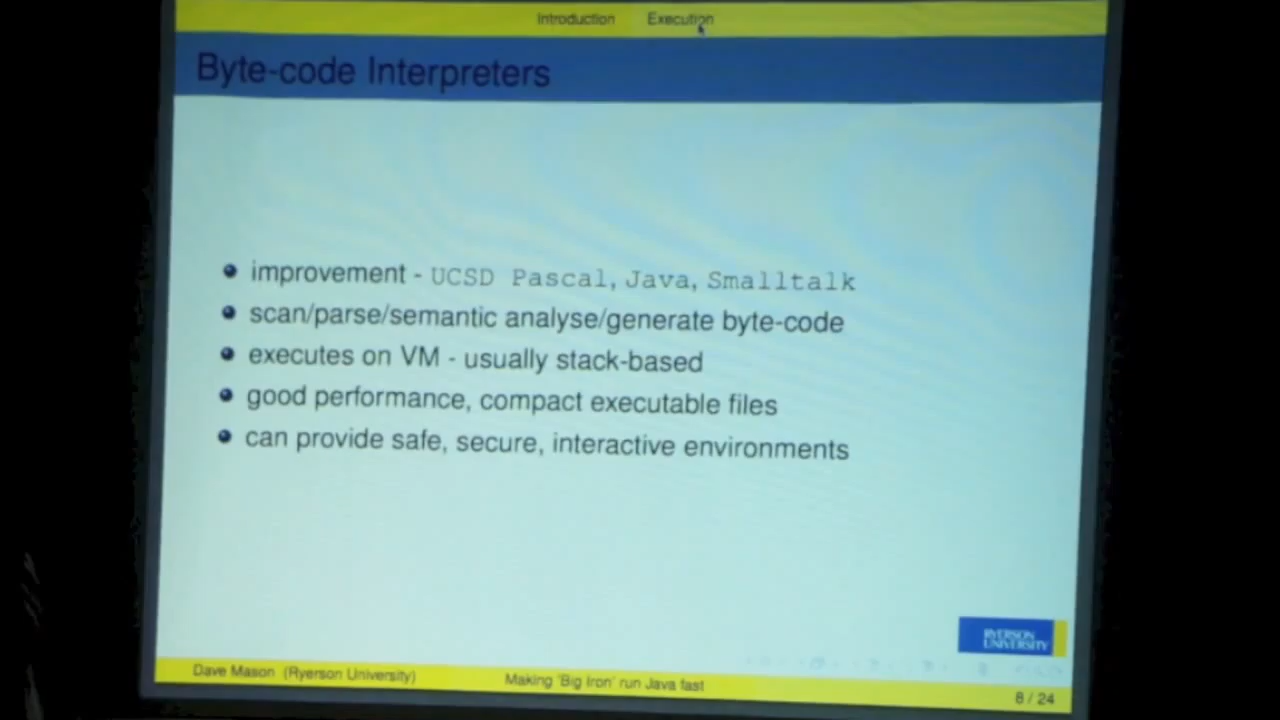 Introduction Execution
Byte-code Interpreters
improvement - UCSD Pascal, Java, Smalltalk
scan/parse/semantic analyse/generate byte-code
executes on VM - usually stack-based
good performance, compact executable files
can provide safe, secure, interactive environments
RYERSON
UNIVERSITY
Dave Mason (Ryerson University) Making 'Big Iron' run Java fast 8 / 24